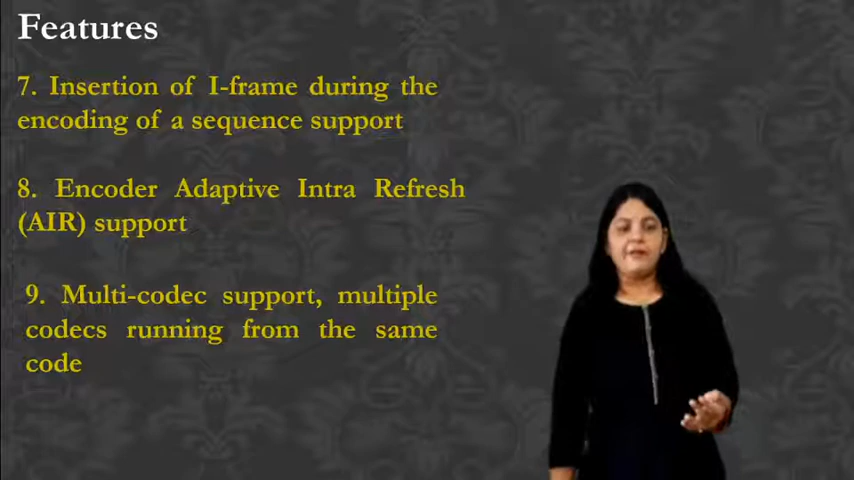 Features
7. Insertion of I-frame during the
encoding of a sequence support
8. Encoder Adaptive Intra Refresh
(AIR) support
9. Multi-codec support, multiple
codecs running from the same
code